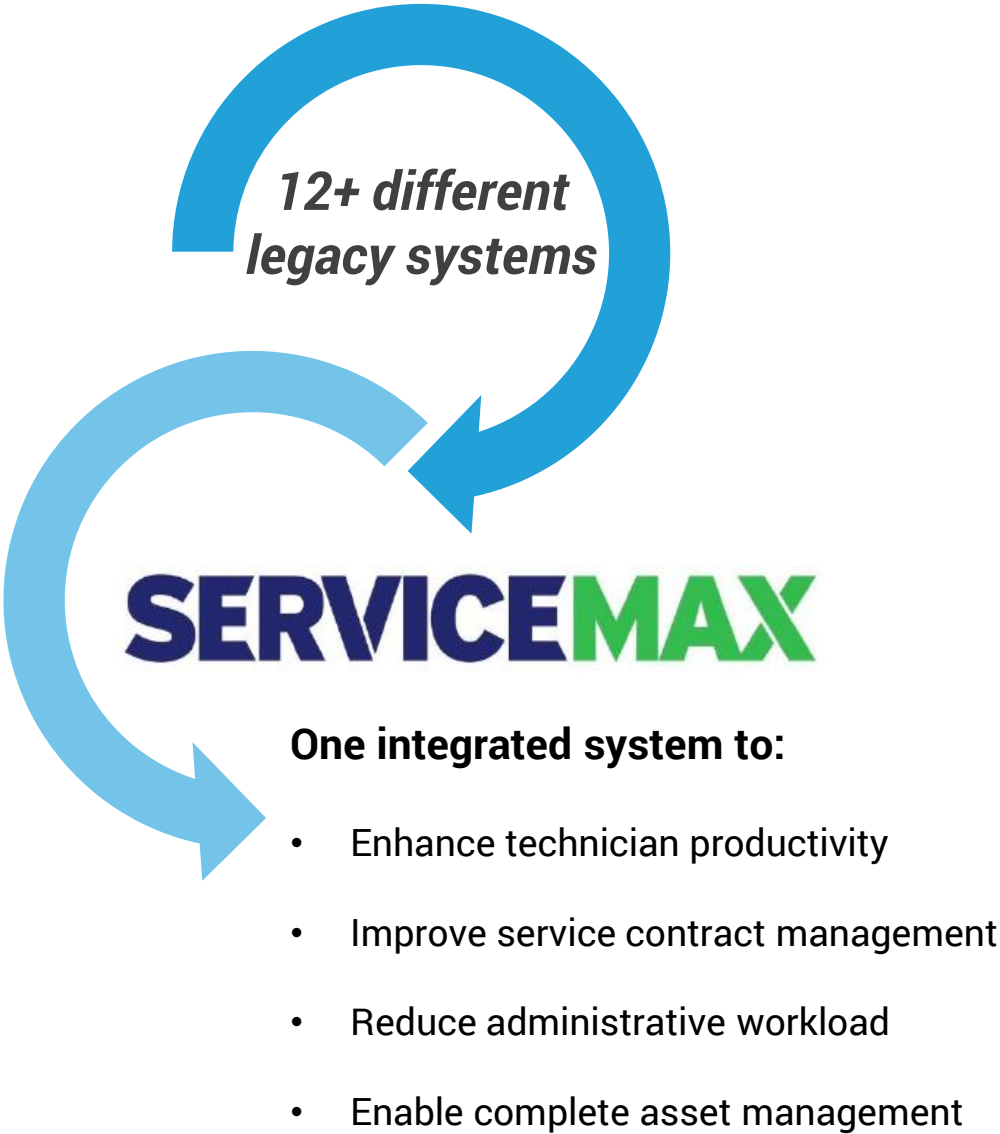 12+ different
legacy systems
SERVICEMAX
One integrated system to:
• Enhance technician productivity
• Improve service contract management
• Reduce administrative workload
• Enable complete asset management